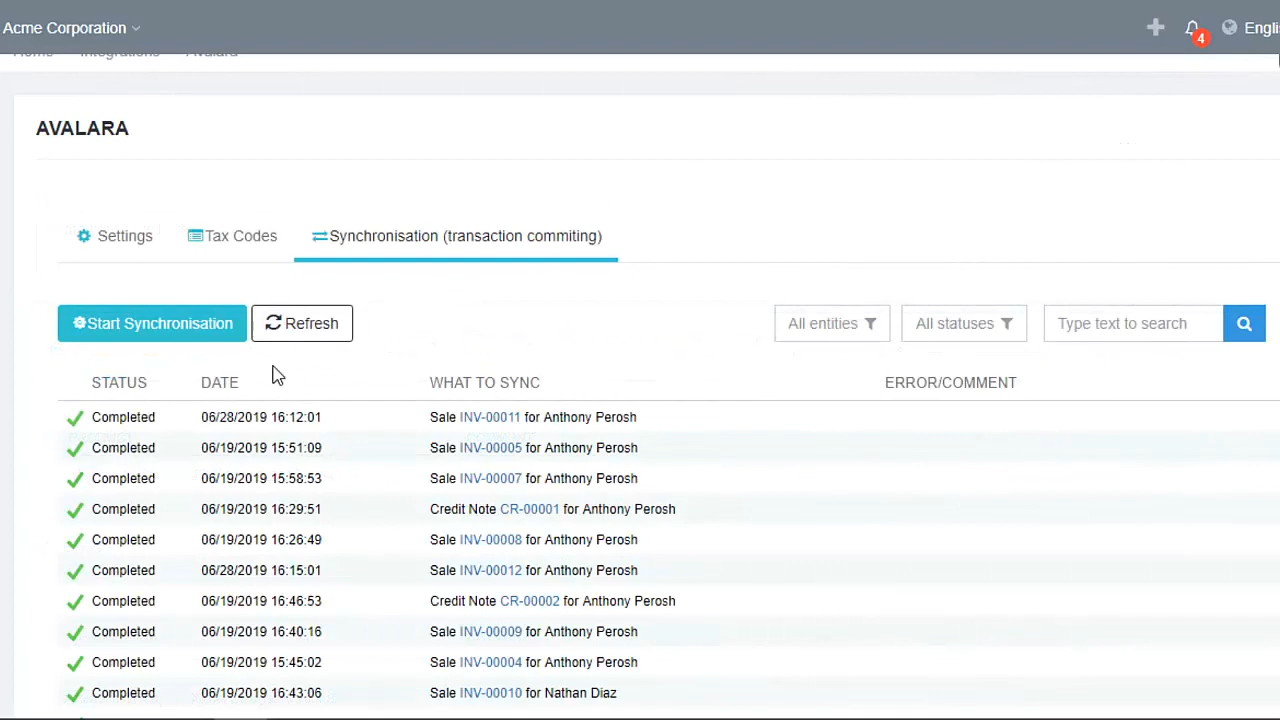 Acme Corporation
4
Engli
Home Integrations Avalara
AVALARA
Settings Tax Codes Synchronisation (transaction commiting)
Start Synchronisation Refresh All entities All statuses Type text to search
STATUS DATE WHAT TO SYNC ERROR/COMMENT
Completed 06/28/2019 16:12:01 Sale INV-00011 for Anthony Perosh
Completed 06/19/2019 15:51:09 Sale INV-00005 for Anthony Perosh
Completed 06/19/2019 15:58:53 Sale INV-00007 for Anthony Perosh
Completed 06/19/2019 16:29:51 Credit Note CR-00001 for Anthony Perosh
Completed 06/19/2019 16:26:49 Sale INV-00008 for Anthony Perosh
Completed 06/28/2019 16:15:01 Sale INV-00012 for Anthony Perosh
Completed 06/19/2019 16:46:53 Credit Note CR-00002 for Anthony Perosh
Completed 06/19/2019 16:40:16 Sale INV-00009 for Anthony Perosh
Completed 06/19/2019 15:45:02 Sale INV-00004 for Anthony Perosh
Completed 06/19/2019 16:43:06 Sale INV-00010 for Nathan Diaz